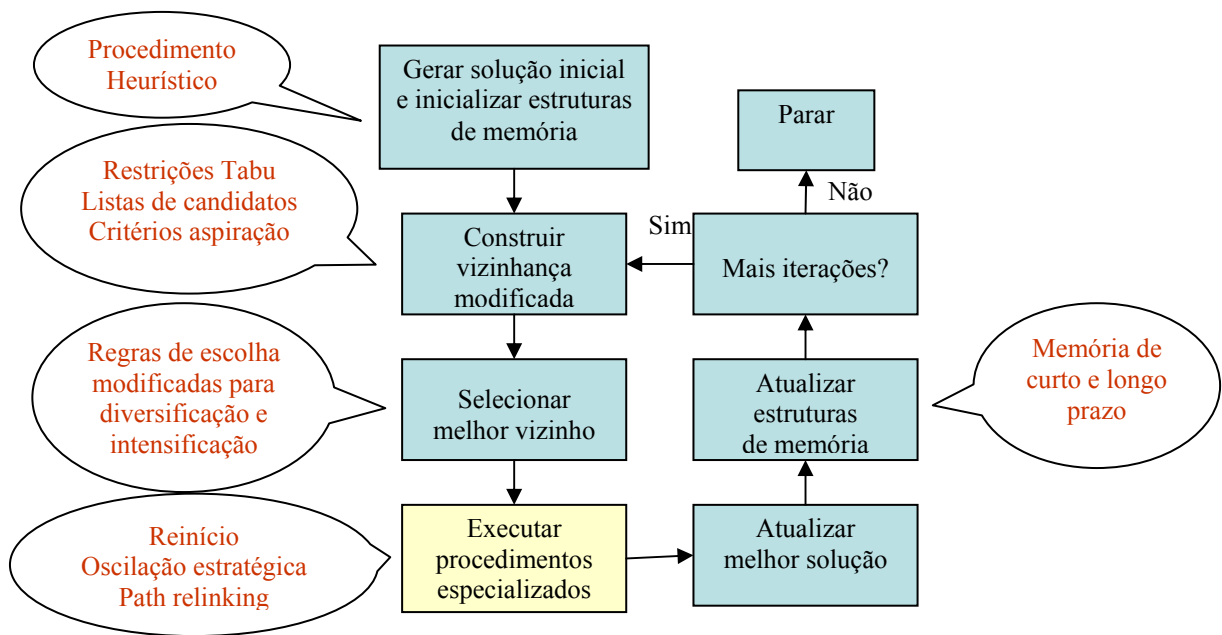 Procedimento
Heurístico
Gerar solução inicial
e inicializar estruturas
de memória
Parar
Restrições Tabu
Listas de candidatos
Critérios aspiração
Não
Sim
Construir
vizinhança
modificada
Mais iterações?
Regras de escolha
modificadas para
diversificação e
intensificação
Selecionar
melhor vizinho
Atualizar
estruturas
de memória
Memória de
curto e longo
prazo
Reinício
Oscilação estratégica
Path relinking
Executar
procedimentos
especializados
Atualizar
melhor solução